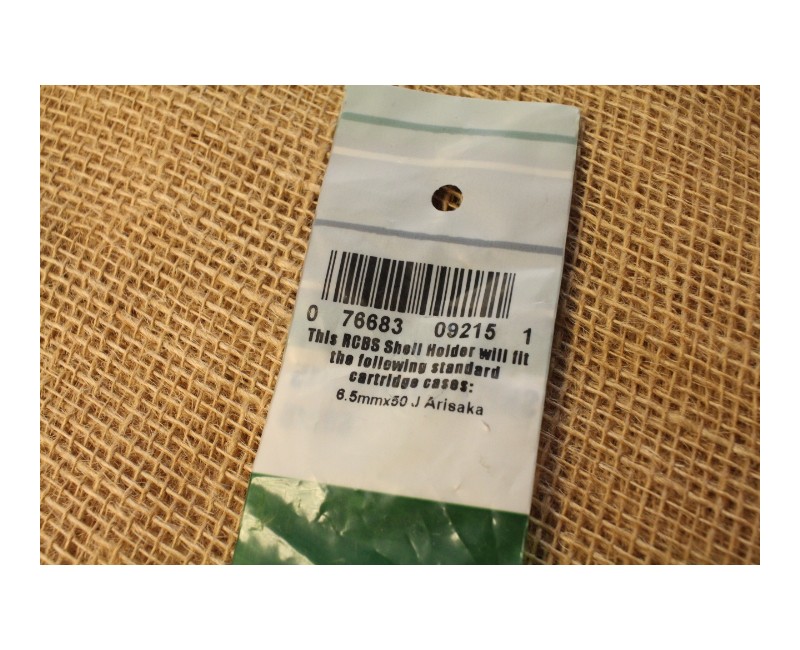 0 76683 09215 1
This RCBS Shell Holder will fit
the following standard
cartridge cases:
6.5mmx50 J Arisaka